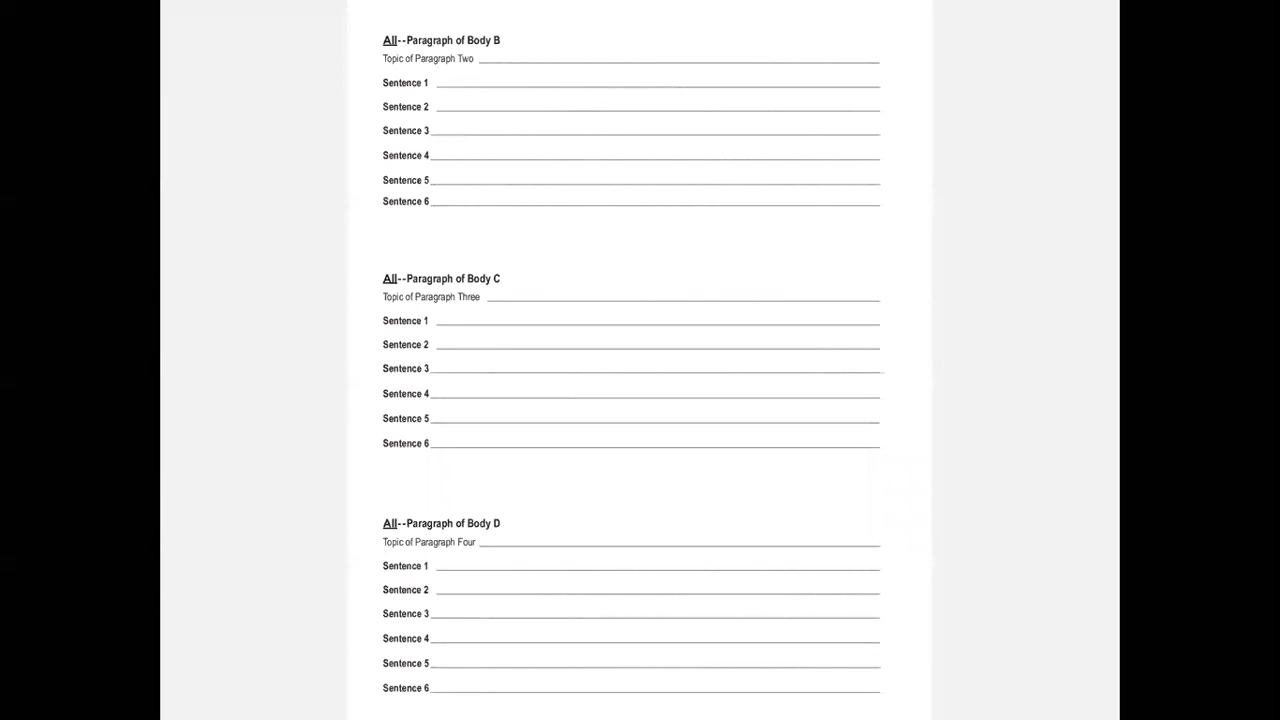 All--Paragraph of Body B
Topic of Paragraph Two
Sentence 1
Sentence 2
Sentence 3
Sentence 4
Sentence 5
Sentence 6
All--Paragraph of Body C
Topic of Paragraph Three
Sentence 1
Sentence 2
Sentence 3
Sentence 4
Sentence 5
Sentence 6
All--Paragraph of Body D
Topic of Paragraph Four
Sentence 1
Sentence 2
Sentence 3
Sentence 4
Sentence 5
Sentence 6